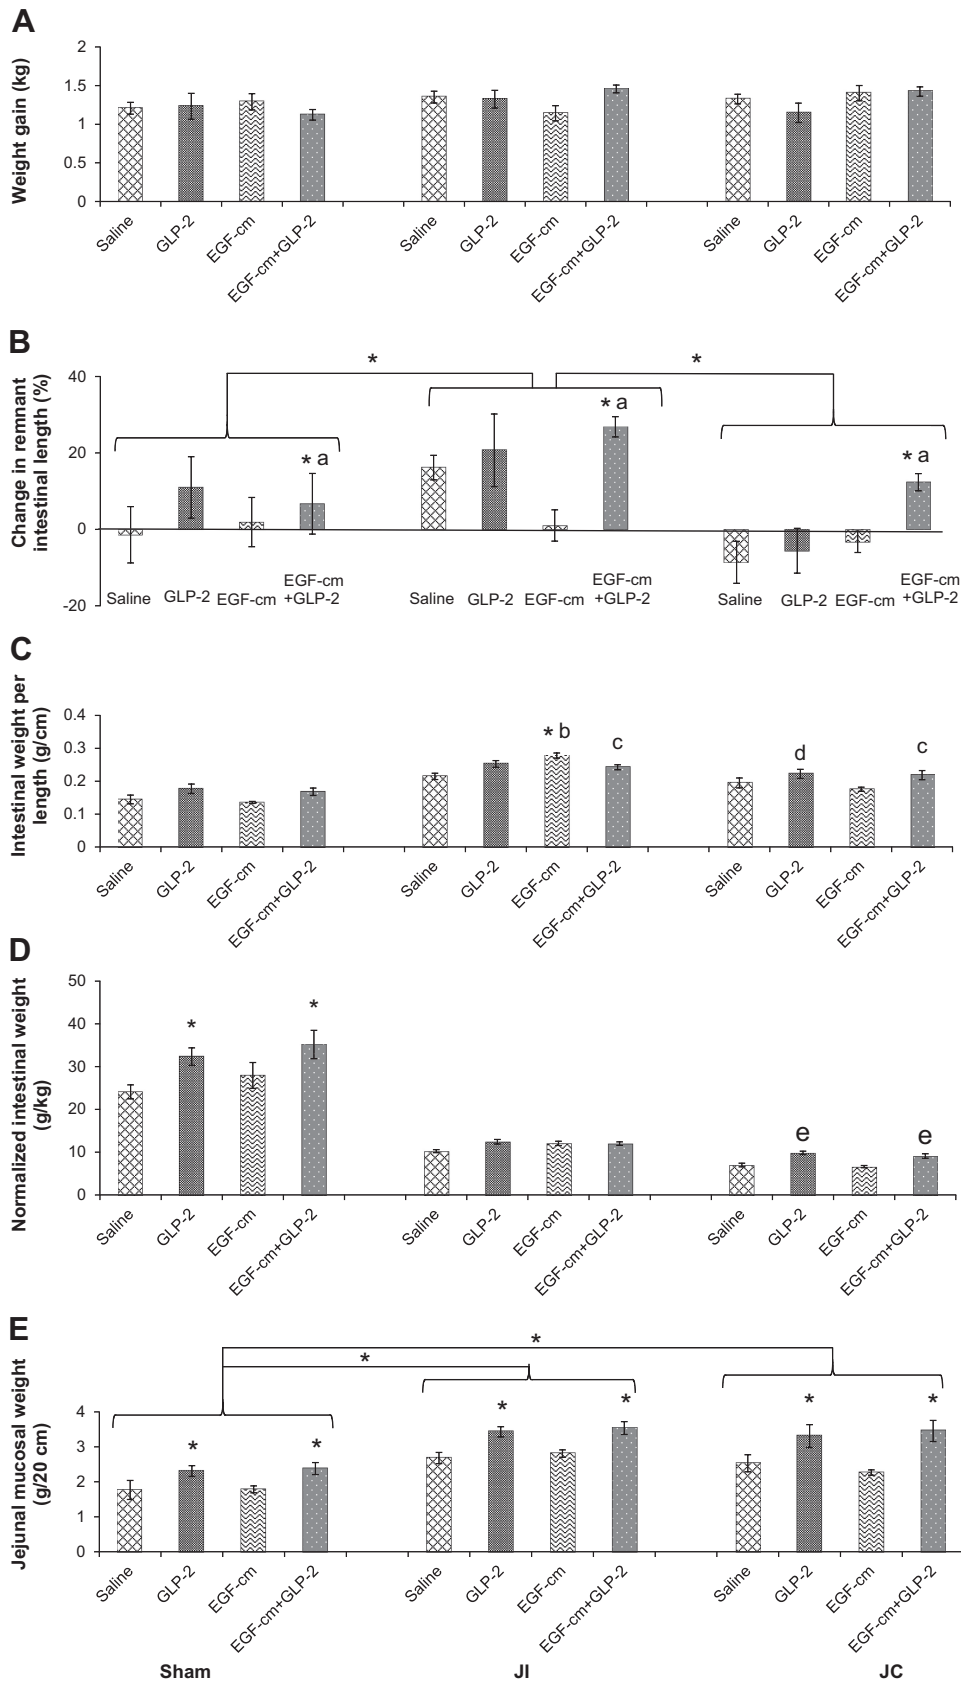 A
Weight gain (kg)
2
1.5
1
0.5
0
Saline
GLP-2
EGF-cm
EGF-cm+GLP-2
Saline
GLP-2
EGF-cm
EGF-cm+GLP-2
Saline
GLP-2
EGF-cm
EGF-cm+GLP-2
B
Change in remnant
intestinal length (%)
40
20
0
-20
*
*
* a
* a
* a
Saline
GLP-2
EGF-cm
EGF-cm
+GLP-2
Saline
GLP-2
EGF-cm
EGF-cm
+GLP-2
Saline
GLP-2
EGF-cm
EGF-cm
+GLP-2
C
Intestinal weight per
length (g/cm)
0.4
0.3
0.2
0.1
0
* b
c
d
c
Saline
GLP-2
EGF-cm
EGF-cm+GLP-2
Saline
GLP-2
EGF-cm
EGF-cm+GLP-2
Saline
GLP-2
EGF-cm
EGF-cm+GLP-2
D
Normalized intestinal weight
(g/kg)
50
40
30
20
10
0
*
*
e
e
Saline
GLP-2
EGF-cm
EGF-cm+GLP-2
Saline
GLP-2
EGF-cm
EGF-cm+GLP-2
Saline
GLP-2
EGF-cm
EGF-cm+GLP-2
E
Jejunal mucosal weight
(g/20 cm)
4
3
2
1
0
*
*
*
*
*
*
*
*
Saline
GLP-2
EGF-cm
EGF-cm+GLP-2
Saline
GLP-2
EGF-cm
EGF-cm+GLP-2
Saline
GLP-2
EGF-cm
EGF-cm+GLP-2
Sham
JI
JC